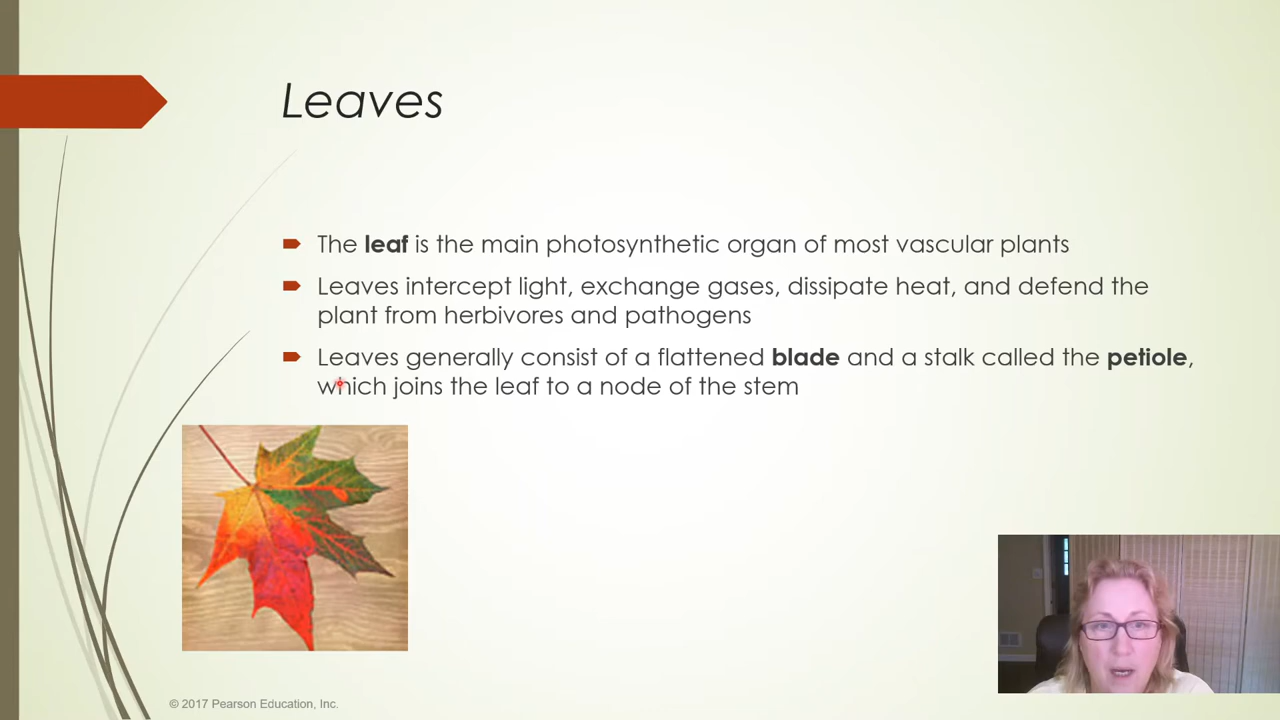 Leaves
The leaf is the main photosynthetic organ of most vascular plants
Leaves intercept light, exchange gases, dissipate heat, and defend the
plant from herbivores and pathogens
Leaves generally consist of a flattened blade and a stalk called the petiole,
which joins the leaf to a node of the stem
© 2017 Pearson Education, Inc.